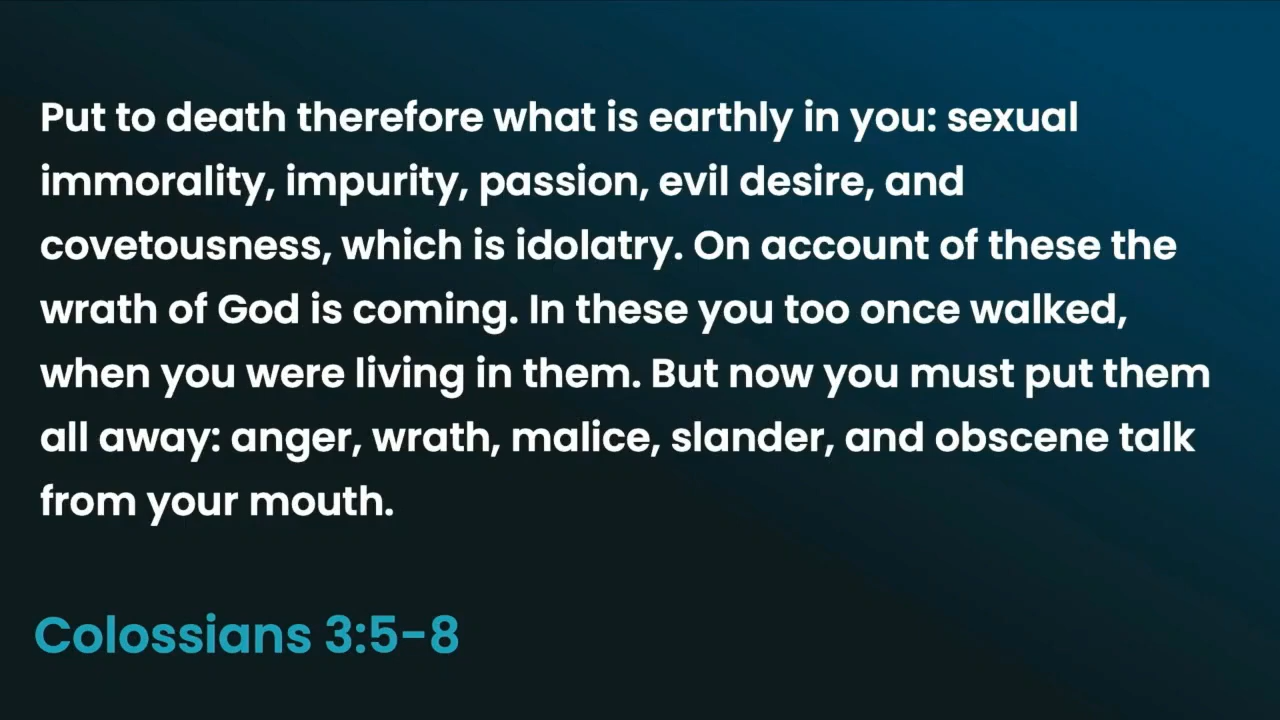 Put to death therefore what is earthly in you: sexual
immorality, impurity, passion, evil desire, and
covetousness, which is idolatry. On account of these the
wrath of God is coming. In these you too once walked,
when you were living in them. But now you must put them
all away: anger, wrath, malice, slander, and obscene talk
from your mouth.
Colossians 3:5-8